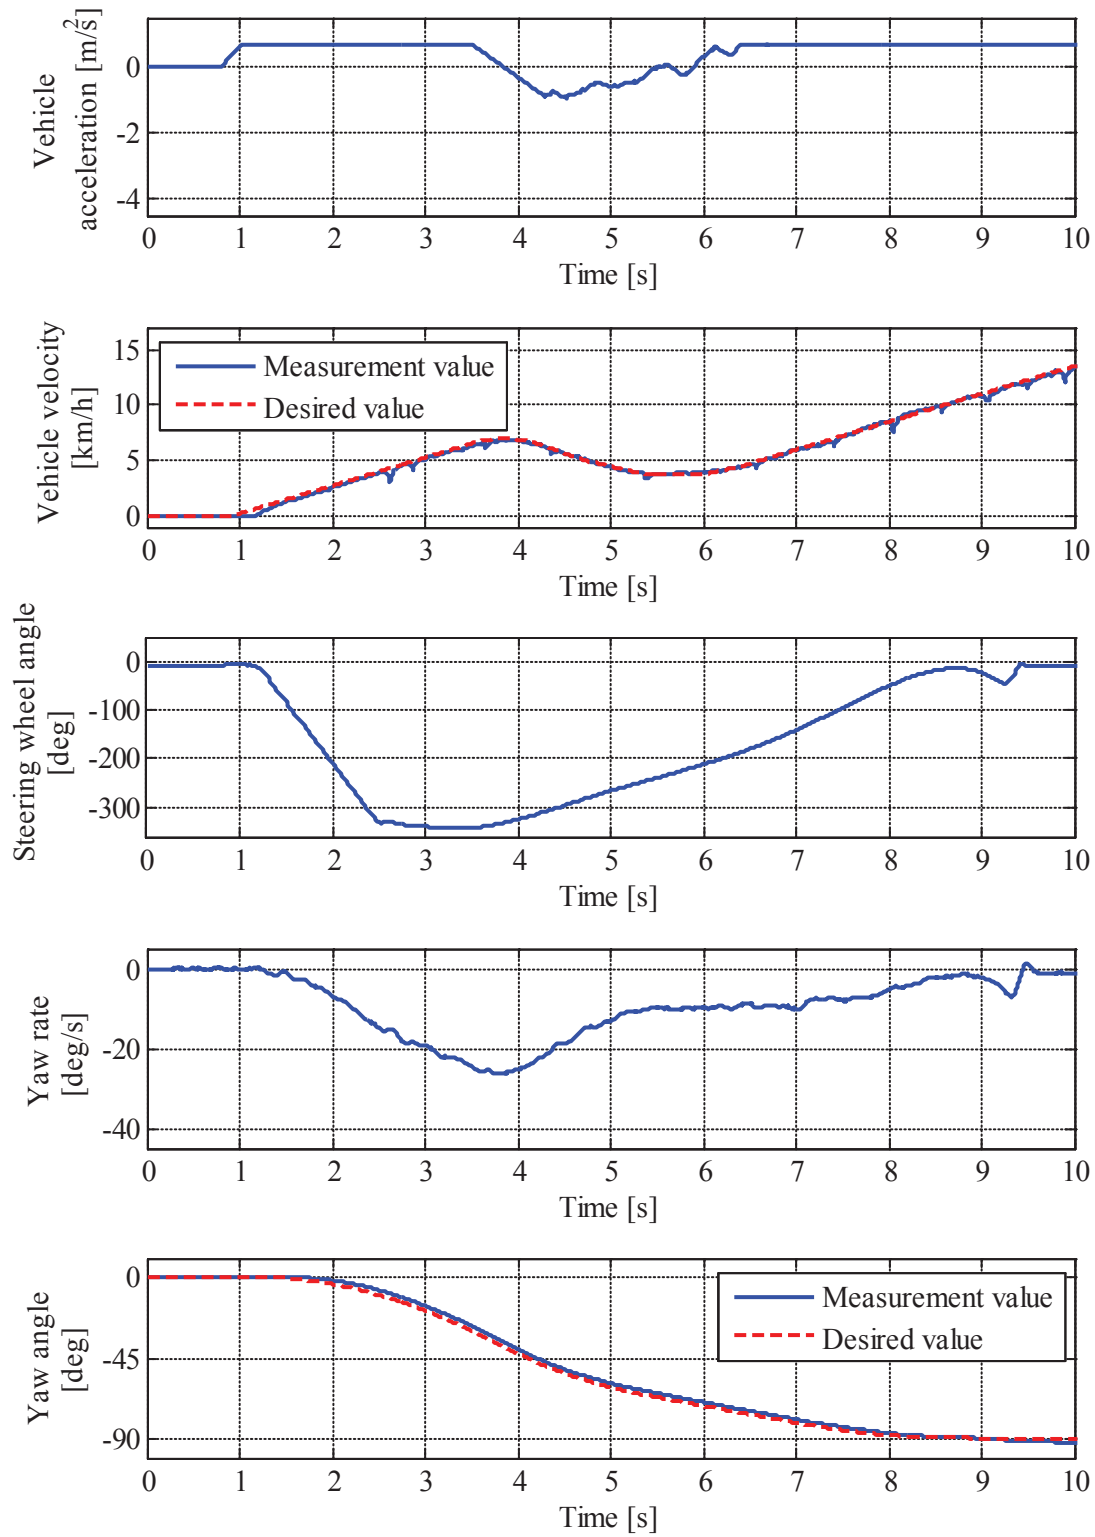 Vehicle
acceleration [m/s²]
0
-2
-4
0 1 2 3 4 5 6 7 8 9 10
Time [s]
Vehicle velocity
[km/h]
15
10
5
0
Measurement value
Desired value
0 1 2 3 4 5 6 7 8 9 10
Time [s]
Steering wheel angle
[deg]
0
-100
-200
-300
0 1 2 3 4 5 6 7 8 9 10
Time [s]
Yaw rate
[deg/s]
0
-20
-40
0 1 2 3 4 5 6 7 8 9 10
Time [s]
Yaw angle
[deg]
0
-45
-90
Measurement value
Desired value
0 1 2 3 4 5 6 7 8 9 10
Time [s]